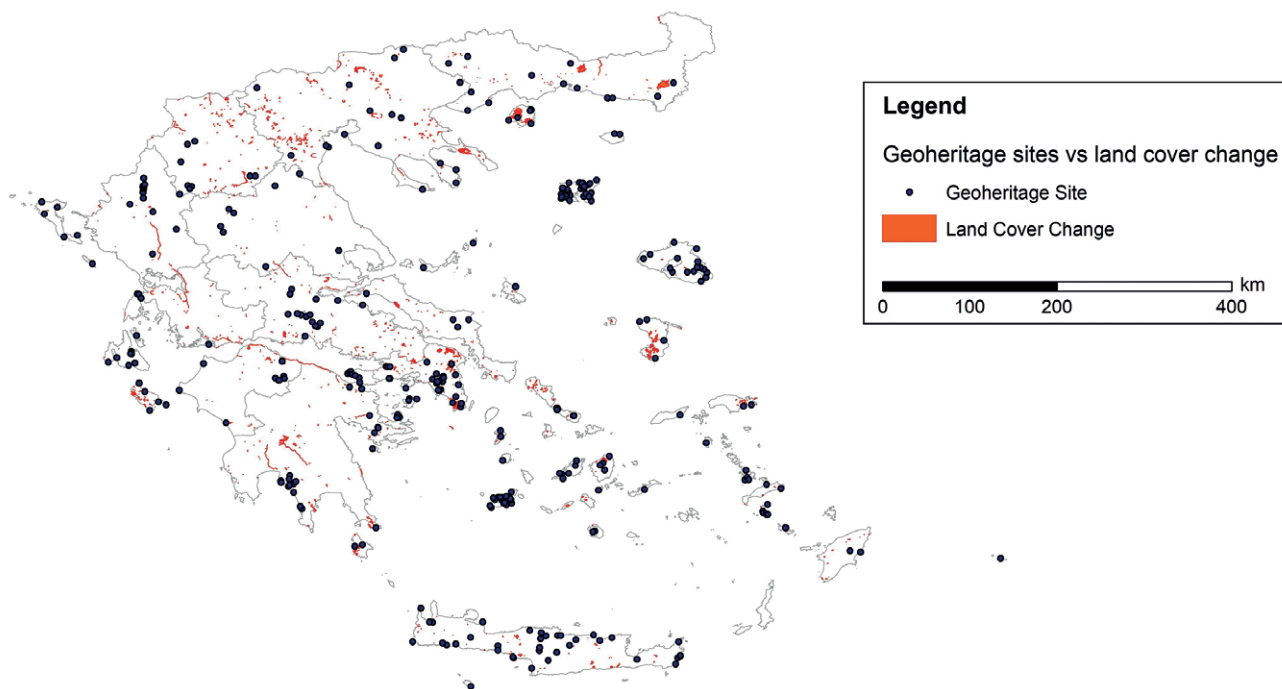 Legend
Geoheritage sites vs land cover change
Geoheritage Site
Land Cover Change
km
0 100 200 400